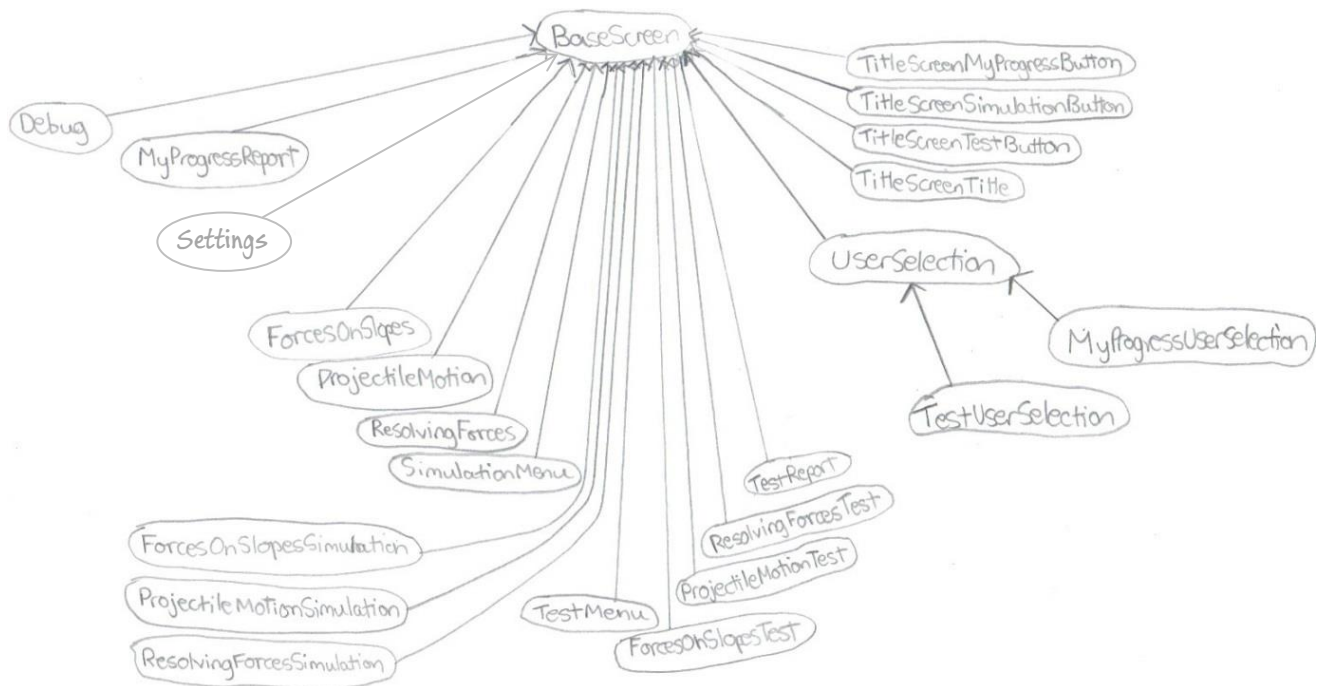 BaseScreen
Debug
MyProgressReport
Settings
TitleScreenMyProgressButton
TitleScreenSimulationButton
TitleScreenTestButton
TitleScreenTitle
UserSelection
MyProgressUserSelection
TestUserSelection
ForcesOnSlopes
ProjectileMotion
ResolvingForces
SimulationMenu
ForcesOnSlopesSimulation
ProjectileMotionSimulation
ResolvingForcesSimulation
TestMenu
TestReport
ResolvingForcesTest
ProjectileMotionTest
ForcesOnSlopesTest